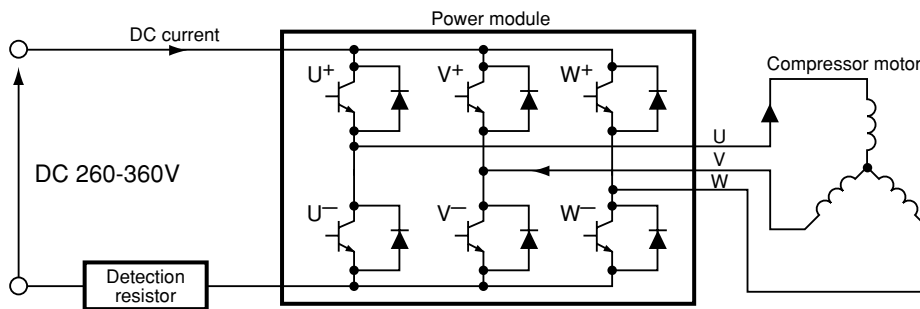 Power module
DC current
U+
V+
W+
Compressor motor
U
V
W
DC 260-360V
U—
V—
W—
Detection
resistor